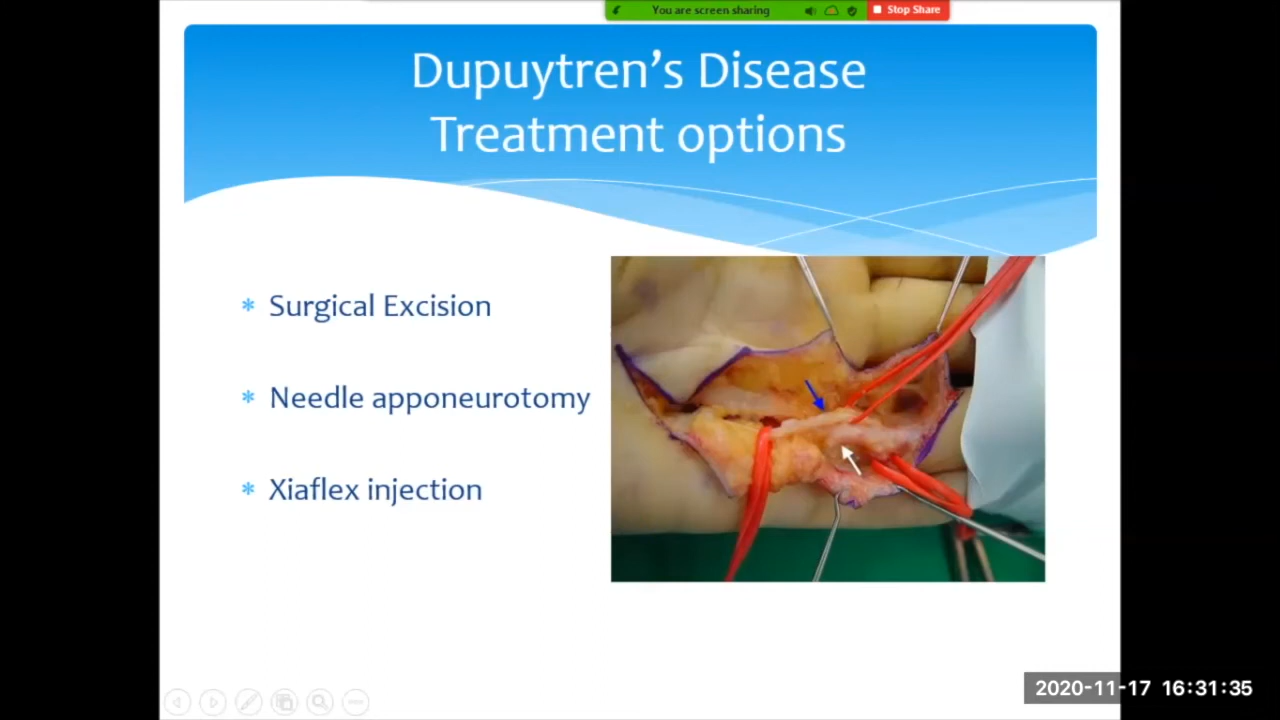 You are screen sharing
Stop Share
Dupuytren's Disease
Treatment options
* Surgical Excision
* Needle apponeurotomy
* Xiaflex injection
2020-11-17 16:31:35